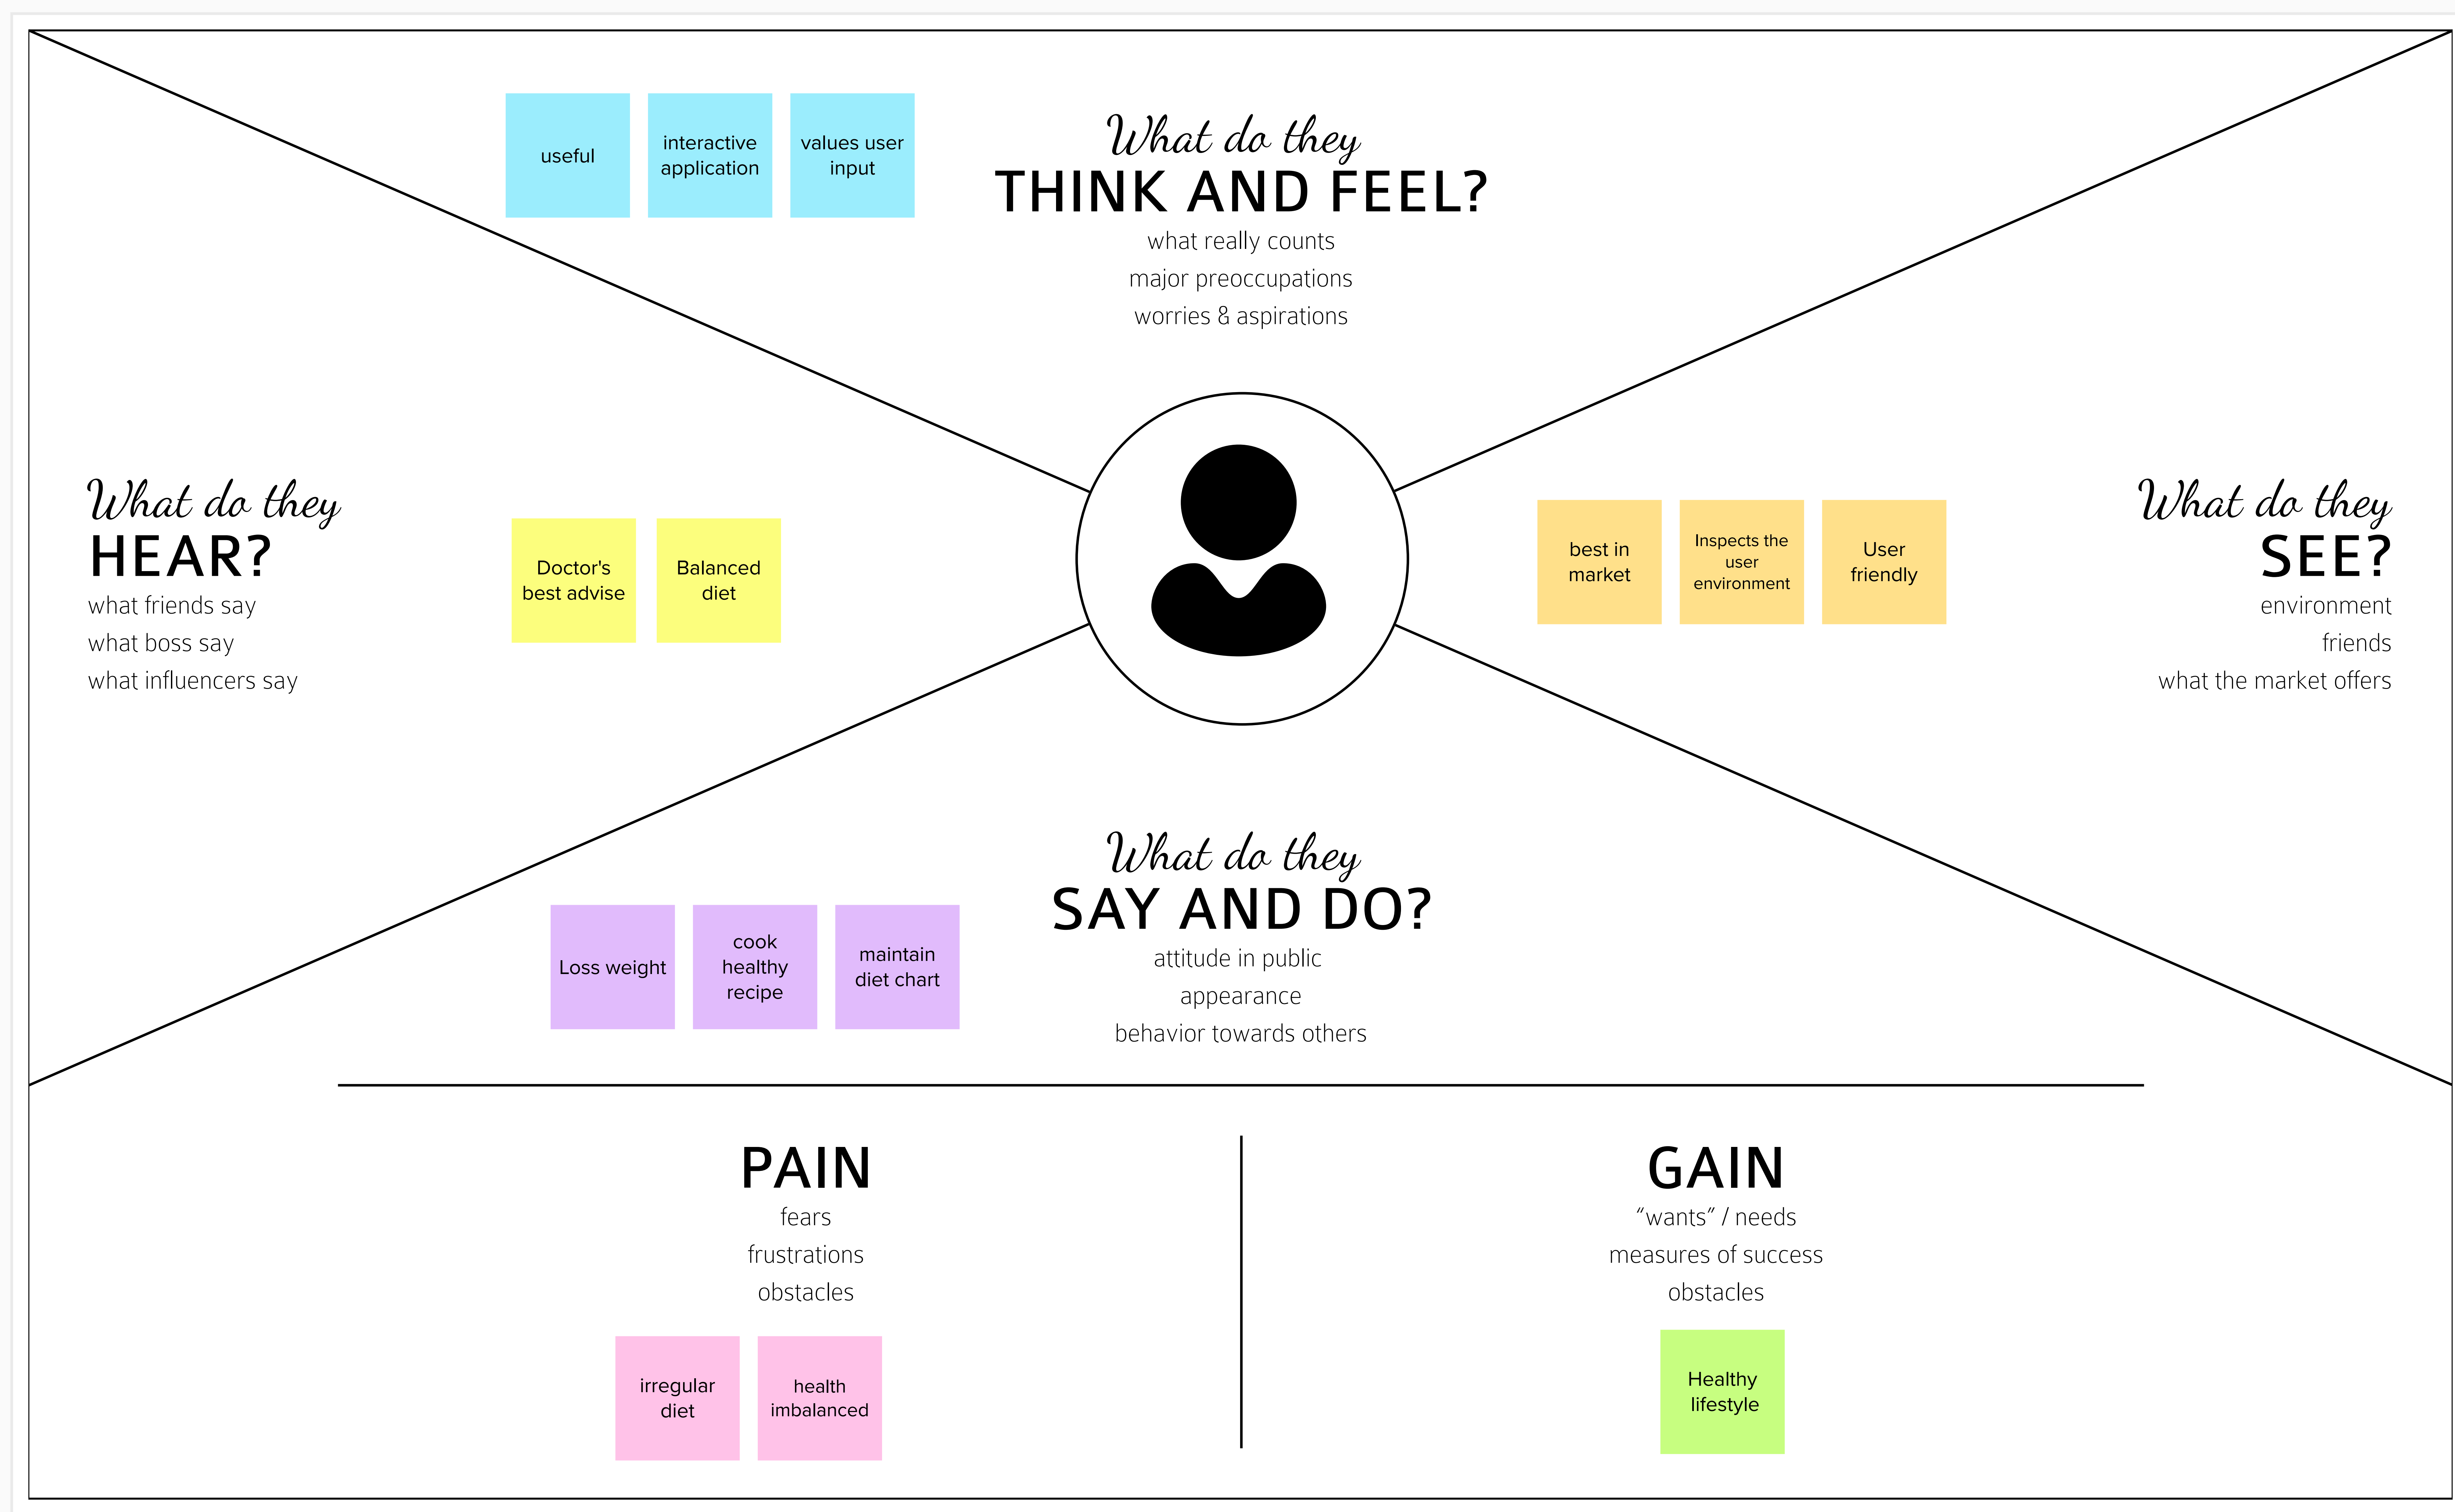 useful
interactive
application
values user
input
What do they
THINK AND FEEL?
what really counts
major preoccupations
worries & aspirations
What do they
HEAR?
what friends say
what boss say
what influencers say
Doctor's
best advise
Balanced
diet
best in
market
Inspects the
user
environment
User
friendly
What do they
SEE?
environment
friends
what the market offers
What do they
SAY AND DO?
attitude in public
appearance
behavior towards others
Loss weight
cook
healthy
recipe
maintain
diet chart
PAIN
fears
frustrations
obstacles
irregular
diet
health
imbalanced
GAIN
“wants” / needs
measures of success
obstacles
Healthy
lifestyle